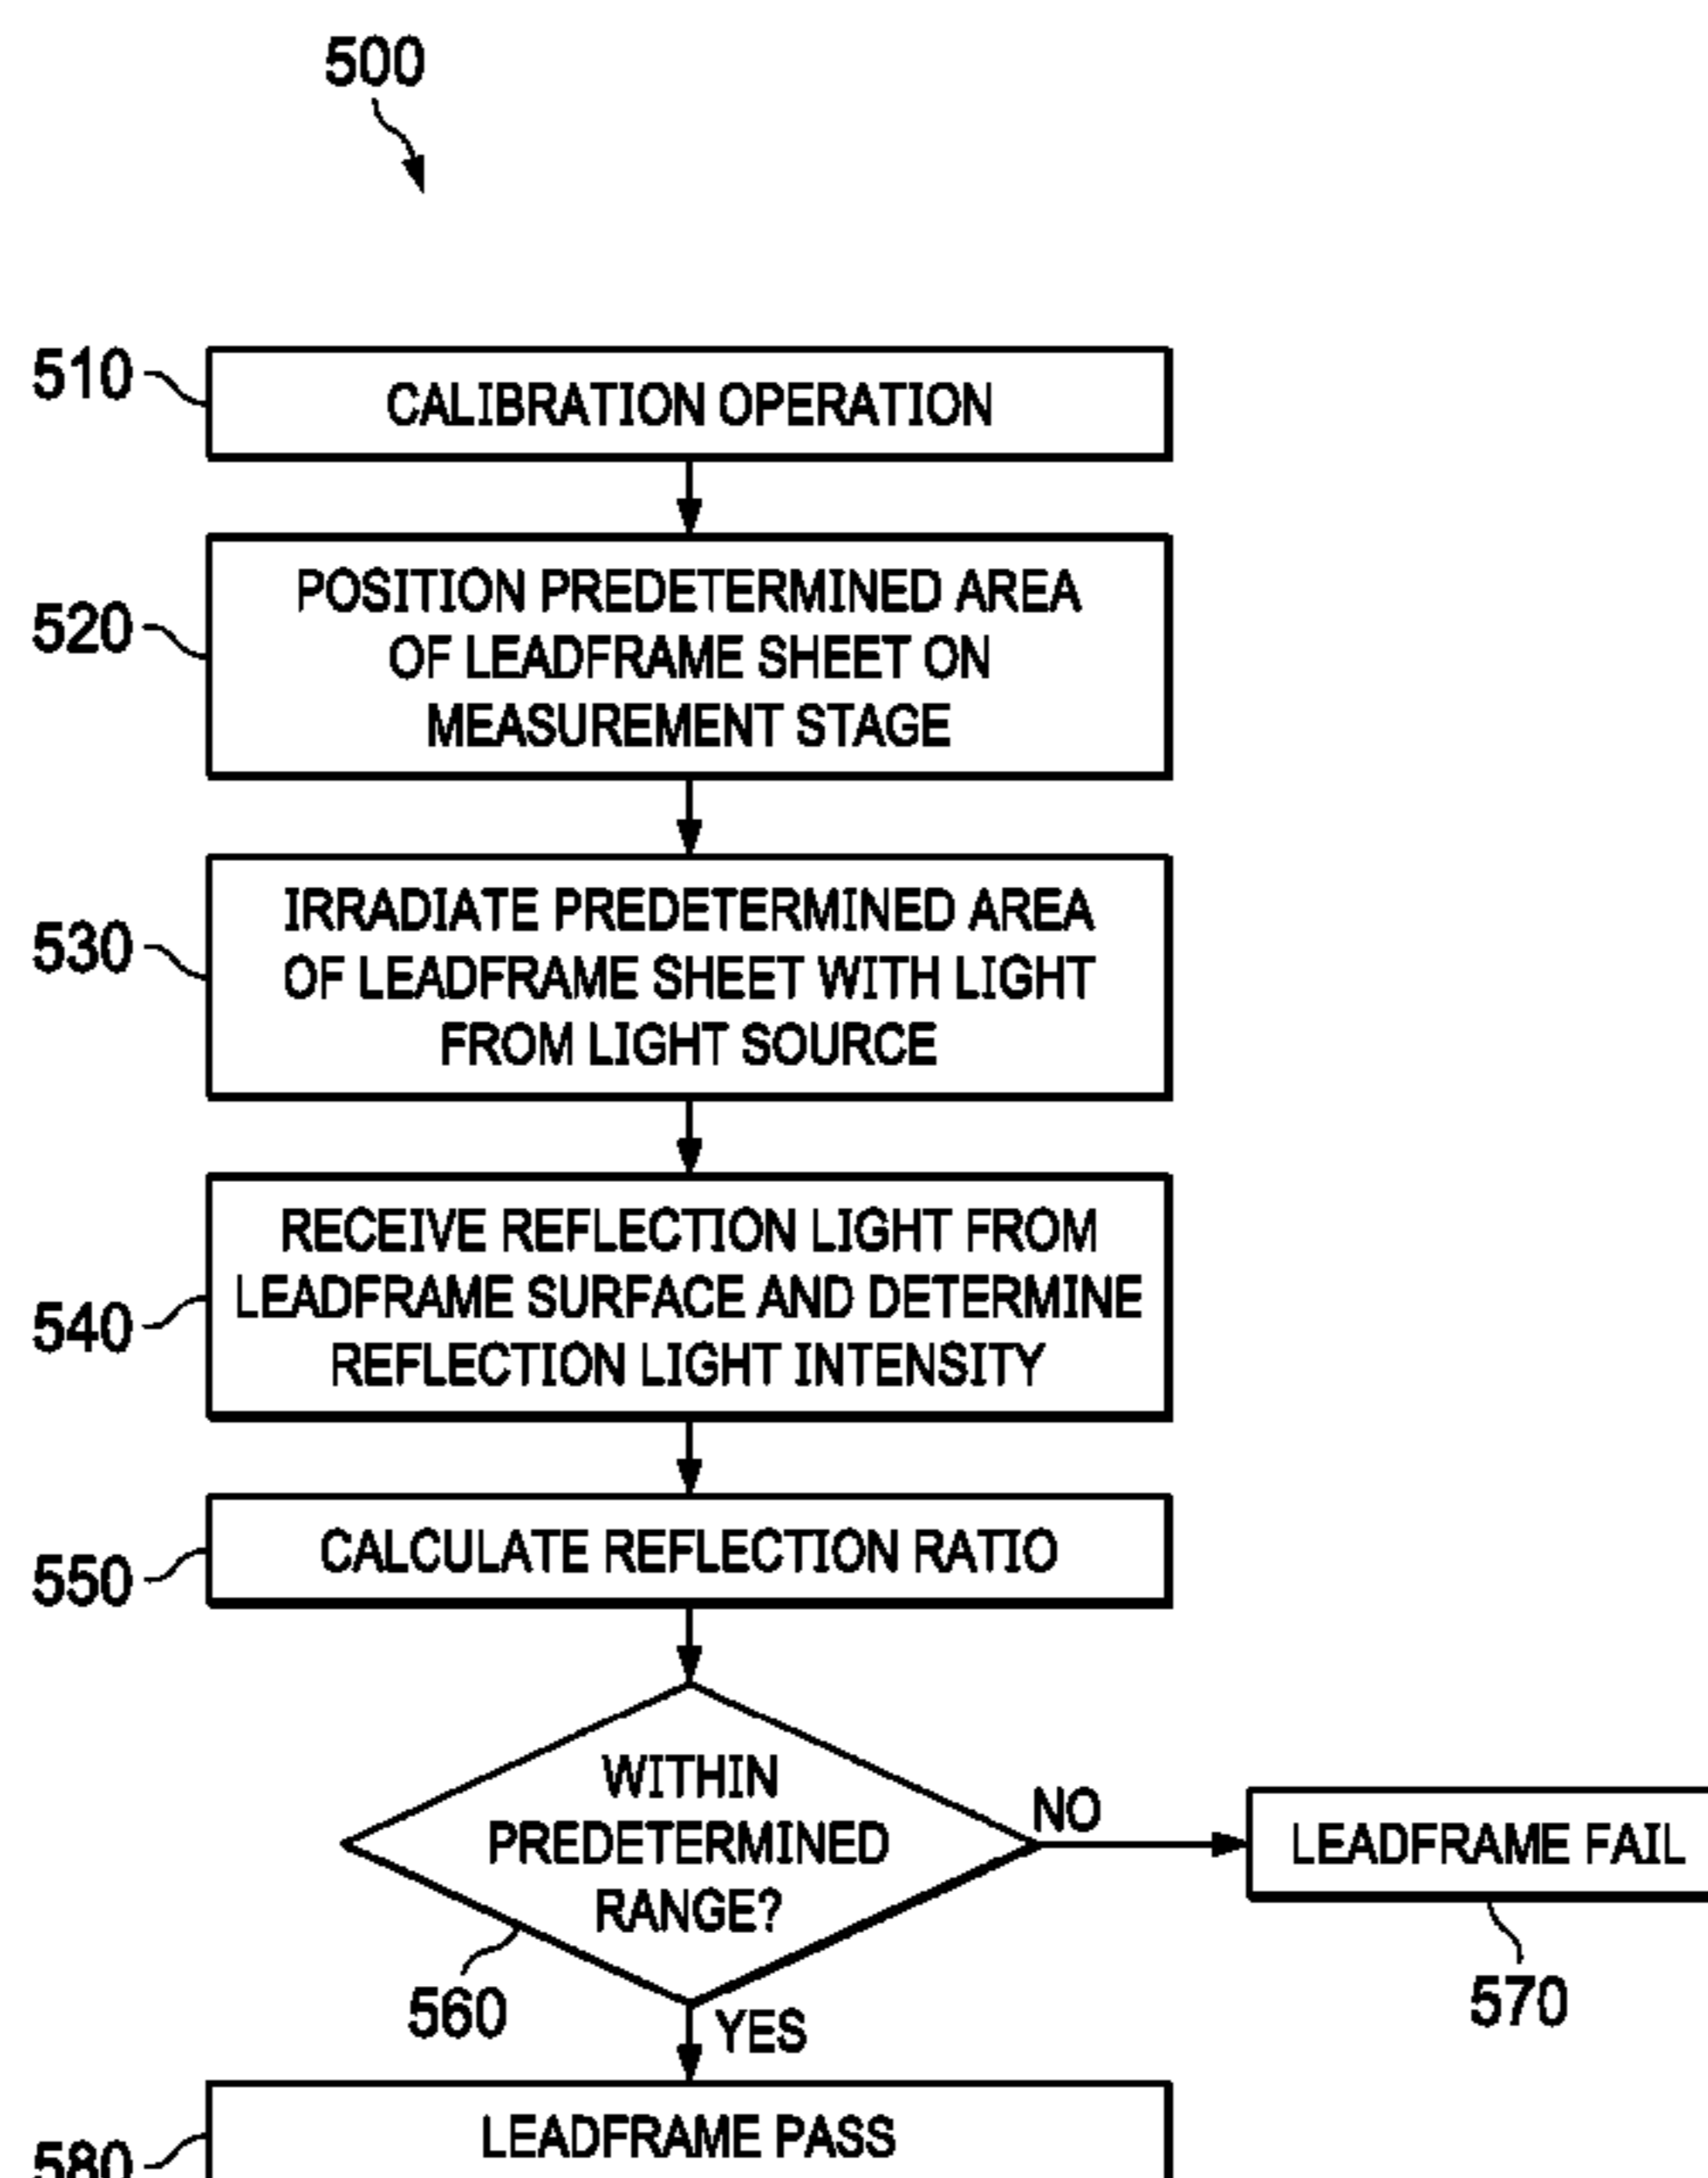 500
510
CALIBRATION OPERATION
520
POSITION PREDETERMINED AREA
OF LEADFRAME SHEET ON
MEASUREMENT STAGE
530
IRRADIATE PREDETERMINED AREA
OF LEADFRAME SHEET WITH LIGHT
FROM LIGHT SOURCE
540
RECEIVE REFLECTION LIGHT FROM
LEADFRAME SURFACE AND DETERMINE
REFLECTION LIGHT INTENSITY
550
CALCULATE REFLECTION RATIO
WITHIN
PREDETERMINED
RANGE?
560
NO
LEADFRAME FAIL
570
YES
580
LEADFRAME PASS